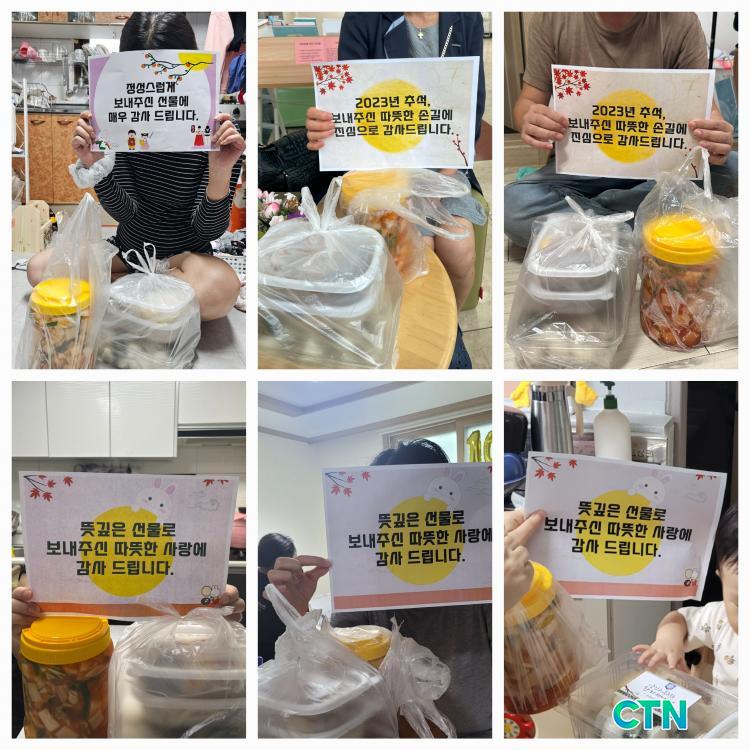 정성스럽게
보내주신 선물에
매우 감사 드립니다.
2023년 추석,
보내주신 따뜻한 손길에
진심으로 감사드립니다.
2023년 추석,
보내주신 따뜻한 손길에
진심으로 감사드립니다.
뜻깊은 선물로
보내주신 따뜻한 사랑에
감사 드립니다.
뜻깊은 선물로
보내주신 따뜻한 사랑에
감사 드립니다.
뜻깊은 선물로
보내주신 따뜻한 사랑에
감사 드립니다.
CTN